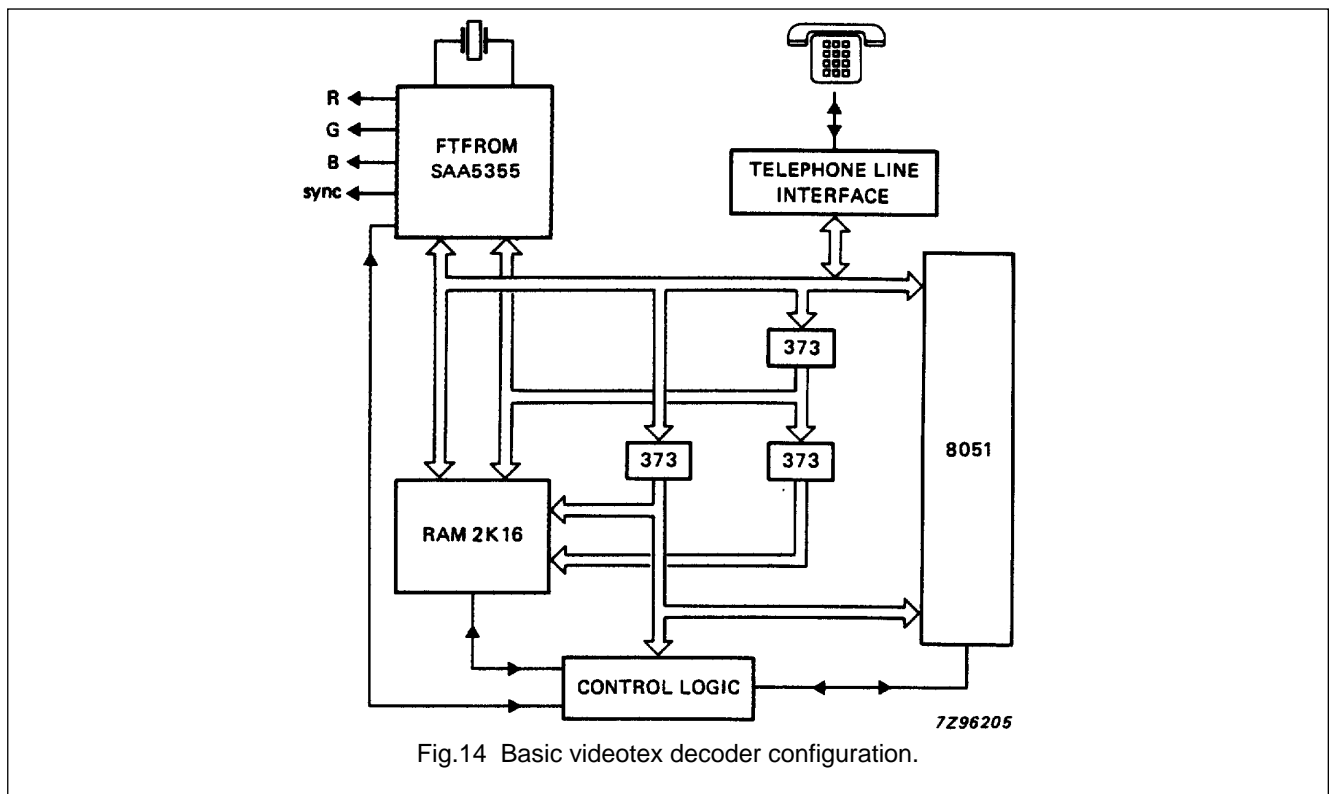 R
G
B
sync
FTFROM
SAA5355
TELEPHONE LINE
INTERFACE
373
373
373
8051
RAM 2K16
CONTROL LOGIC
7Z96205
Fig.14 Basic videotex decoder configuration.